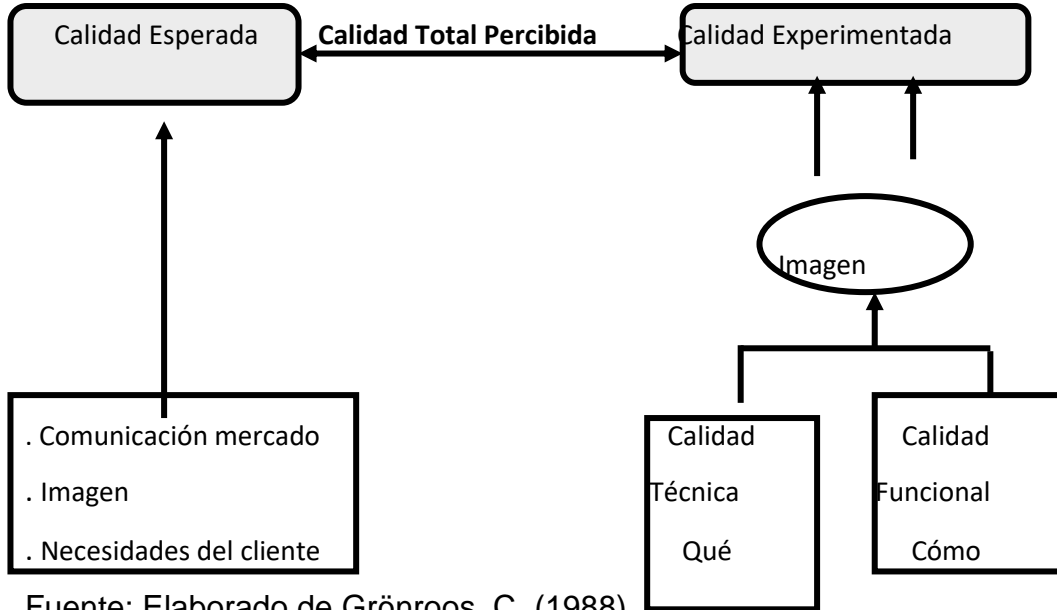 Calidad Esperada
Calidad Total Percibida
Calidad Experimentada
Imagen
. Comunicación mercado
. Imagen
. Necesidades del cliente
Calidad
Técnica
Qué
Calidad
Funcional
Cómo
Fuente: Elaborado de Grönroos, C. (1988)